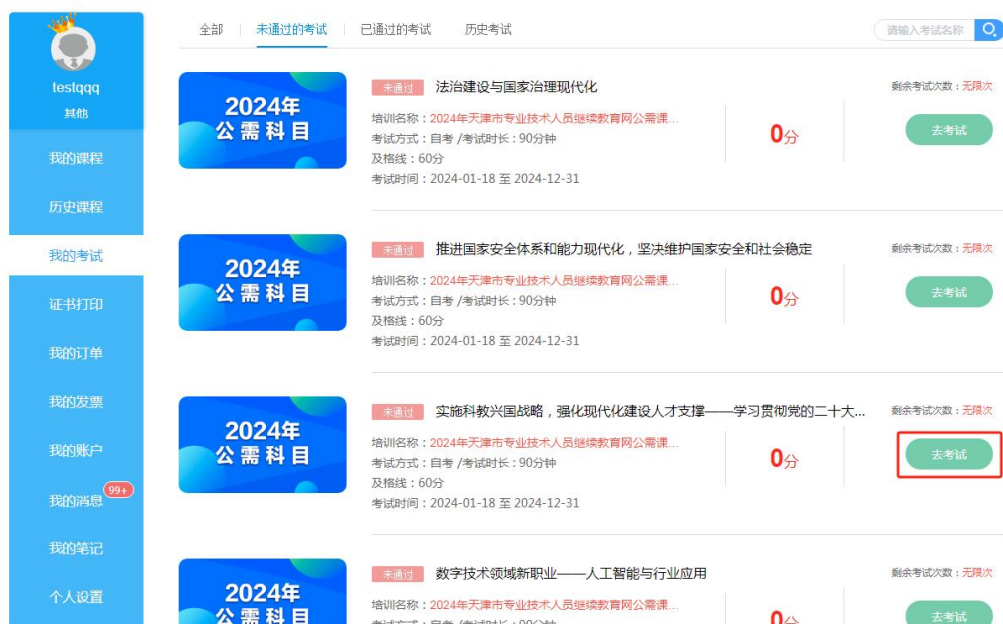 全部 未通过的考试 已通过的考试 历史考试 请输入考试名称
testqqq
其他
我的课程
历史课程
我的考试
证书打印
我的订单
我的发票
我的账户
我的消息 99+
我的笔记
个人设置
2024年
公需科目
未通过 法治建设与国家治理现代化
培训名称：2024年天津市专业技术人员继续教育网公需课...
考试方式：自考 /考试时长：90分钟
及格线：60分
考试时间：2024-01-18 至 2024-12-31
0分
剩余考试次数：无限次
去考试
2024年
公需科目
未通过 推进国家安全体系和能力现代化，坚决维护国家安全和社会稳定
培训名称：2024年天津市专业技术人员继续教育网公需课...
考试方式：自考 /考试时长：90分钟
及格线：60分
考试时间：2024-01-18 至 2024-12-31
0分
剩余考试次数：无限次
去考试
2024年
公需科目
未通过 实施科教兴国战略，强化现代化建设人才支撑——学习贯彻党的二十大...
培训名称：2024年天津市专业技术人员继续教育网公需课...
考试方式：自考 /考试时长：90分钟
及格线：60分
考试时间：2024-01-18 至 2024-12-31
0分
剩余考试次数：无限次
去考试
2024年
公需科目
未通过 数字技术领域新职业——人工智能与行业应用
培训名称：2024年天津市专业技术人员继续教育网公需课...
考试方式：自考 /考试时长：90分钟
0分
剩余考试次数：无限次
去考试